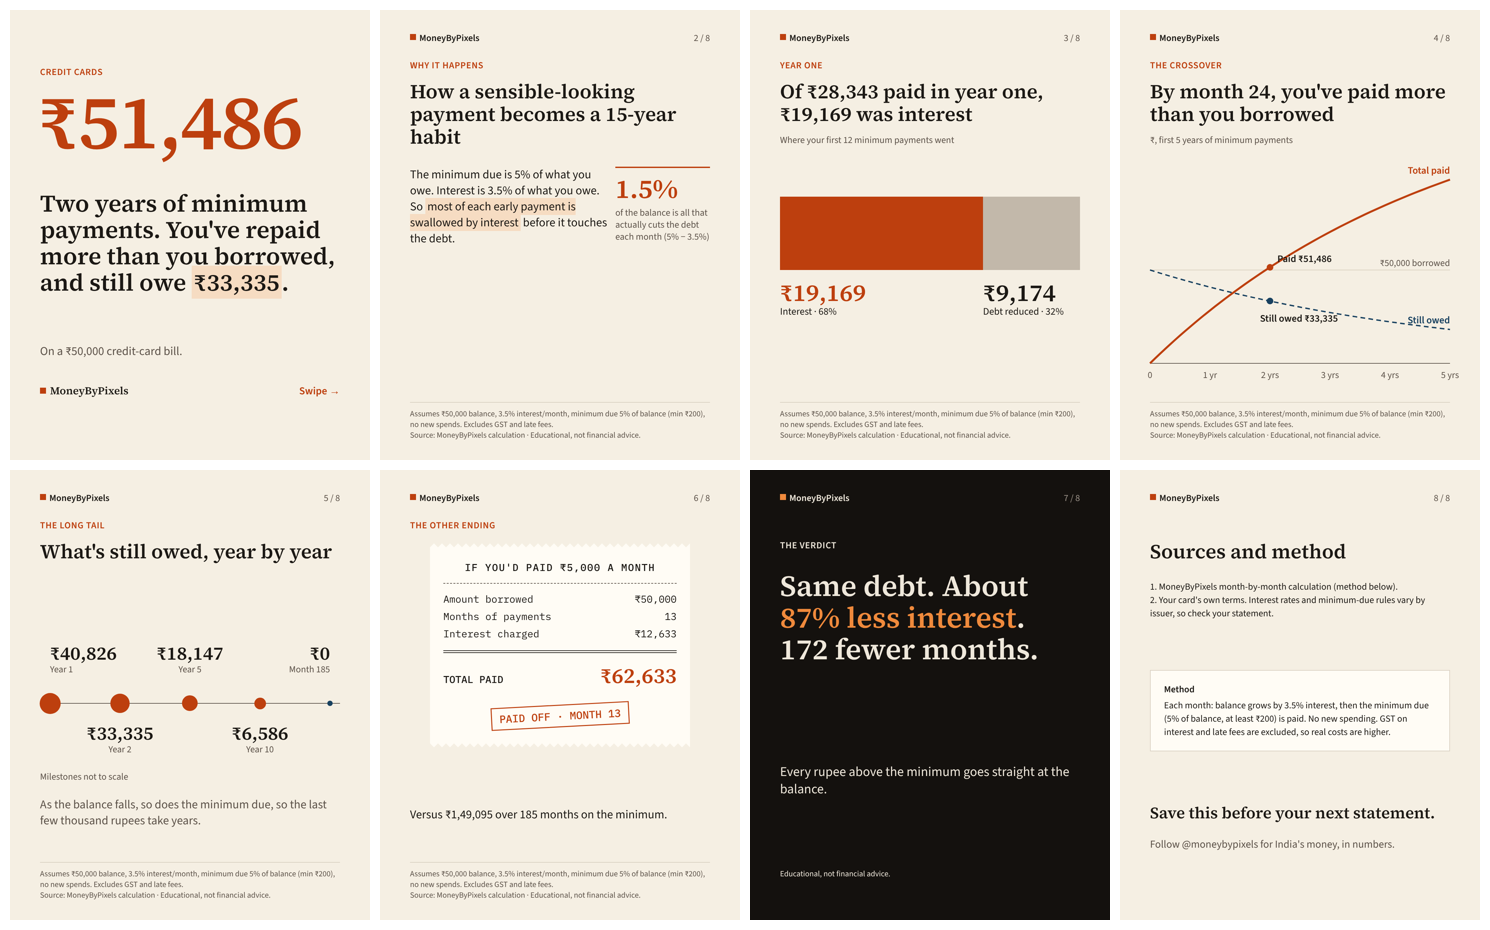 CREDIT CARDS
₹51,486
Two years of minimum
payments. You've repaid
more than you borrowed,
and still owe ₹33,335.
On a ₹50,000 credit-card bill.
MoneyByPixels
Swipe →
MoneyByPixels
2 / 8
WHY IT HAPPENS
How a sensible-looking
payment becomes a 15-year
habit
The minimum due is 5% of what you
owe. Interest is 3.5% of what you owe.
So most of each early payment is
swallowed by interest before it touches
the debt.
1.5%
of the balance is all that
actually cuts the debt
each month (5% − 3.5%)
Assumes ₹50,000 balance, 3.5% interest/month, minimum due 5% of balance (min ₹200),
no new spends. Excludes GST and late fees.
Source: MoneyByPixels calculation · Educational, not financial advice.
MoneyByPixels
3 / 8
YEAR ONE
Of ₹28,343 paid in year one,
₹19,169 was interest
Where your first 12 minimum payments went
₹19,169
Interest · 68%
₹9,174
Debt reduced · 32%
Assumes ₹50,000 balance, 3.5% interest/month, minimum due 5% of balance (min ₹200),
no new spends. Excludes GST and late fees.
Source: MoneyByPixels calculation · Educational, not financial advice.
MoneyByPixels
4 / 8
THE CROSSOVER
By month 24, you've paid more
than you borrowed
₹, first 5 years of minimum payments
Total paid
Paid ₹51,486
₹50,000 borrowed
Still owed ₹33,335
Still owed
0
1 yr
2 yrs
3 yrs
4 yrs
5 yrs
Assumes ₹50,000 balance, 3.5% interest/month, minimum due 5% of balance (min ₹200),
no new spends. Excludes GST and late fees.
Source: MoneyByPixels calculation · Educational, not financial advice.
MoneyByPixels
5 / 8
THE LONG TAIL
What's still owed, year by year
₹40,826
Year 1
₹18,147
Year 5
₹0
Month 185
₹33,335
Year 2
₹6,586
Year 10
Milestones not to scale
As the balance falls, so does the minimum due, so the last
few thousand rupees take years.
Assumes ₹50,000 balance, 3.5% interest/month, minimum due 5% of balance (min ₹200),
no new spends. Excludes GST and late fees.
Source: MoneyByPixels calculation · Educational, not financial advice.
MoneyByPixels
6 / 8
THE OTHER ENDING
IF YOU'D PAID ₹5,000 A MONTH
Amount borrowed ₹50,000
Months of payments 13
Interest charged ₹12,633
TOTAL PAID ₹62,633
PAID OFF · MONTH 13
Versus ₹1,49,095 over 185 months on the minimum.
Assumes ₹50,000 balance, 3.5% interest/month, minimum due 5% of balance (min ₹200),
no new spends. Excludes GST and late fees.
Source: MoneyByPixels calculation · Educational, not financial advice.
MoneyByPixels
7 / 8
THE VERDICT
Same debt. About
87% less interest.
172 fewer months.
Every rupee above the minimum goes straight at the
balance.
Educational, not financial advice.
MoneyByPixels
8 / 8
Sources and method
1. MoneyByPixels month-by-month calculation (method below).
2. Your card's own terms. Interest rates and minimum-due rules vary by
issuer, so check your statement.
Method
Each month: balance grows by 3.5% interest, then the minimum due
(5% of balance, at least ₹200) is paid. No new spending. GST on
interest and late fees are excluded, so real costs are higher.
Save this before your next statement.
Follow @moneybypixels for India's money, in numbers.